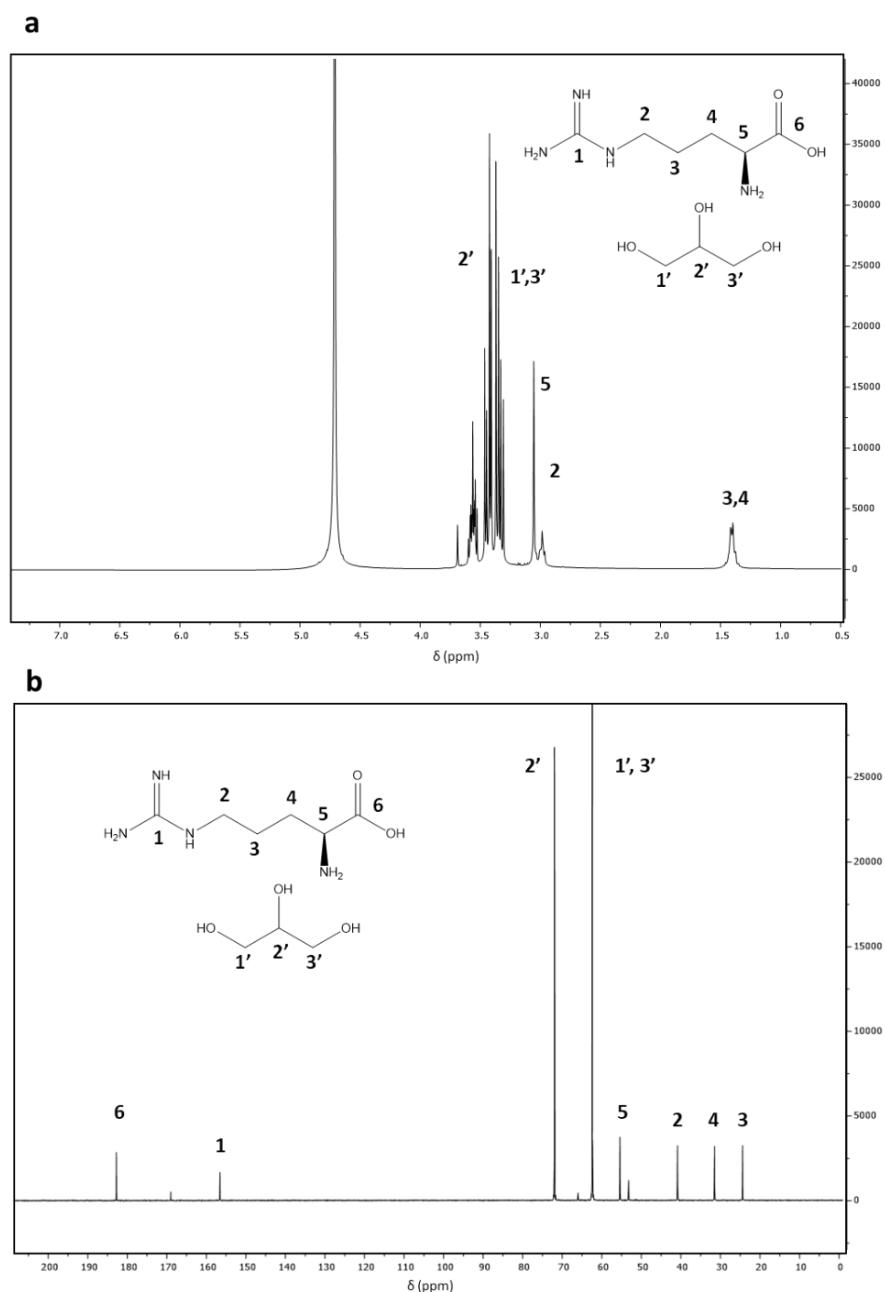 a
40000
35000
30000
25000
20000
15000
10000
5000
0
NH
H₂N
1
N
H
2
3
4
5
NH₂
O
6
OH
OH
HO
OH
1'
2'
3'
2'
1',3'
5
2
3,4
7.0 6.5 6.0 5.5 5.0 4.5 4.0 3.5 3.0 2.5 2.0 1.5 1.0 0.5
δ (ppm)
b
25000
20000
15000
10000
5000
0
NH
H₂N
1
N
H
2
3
4
5
NH₂
O
6
OH
OH
HO
OH
1'
2'
3'
2'
1', 3'
6
1
5
2
4
3
200 190 180 170 160 150 140 130 120 110 100 90 80 70 60 50 40 30 20 10 0
δ (ppm)